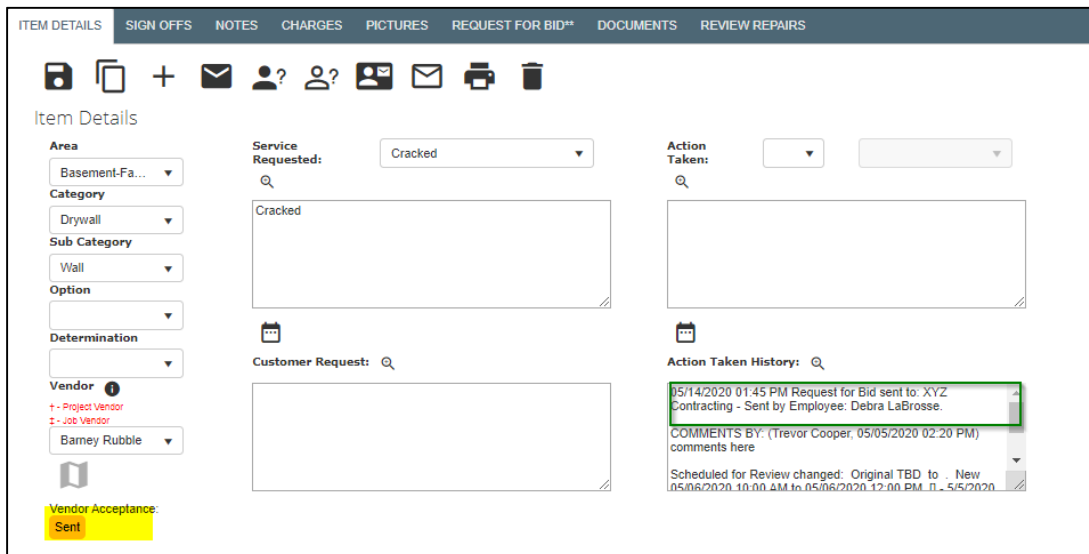 ITEM DETAILS SIGN OFFS NOTES CHARGES PICTURES REQUEST FOR BID** DOCUMENTS REVIEW REPAIRS
? ?
Item Details
Area
Basement-Fa...
Category
Drywall
Sub Category
Wall
Option
Determination
Vendor i
† - Project Vendor
‡ - Job Vendor
Barney Rubble
Vendor Acceptance:
Sent
Service
Requested:
Cracked
Cracked
Customer Request:
Action
Taken:
Action Taken History:
05/14/2020 01:45 PM Request for Bid sent to: XYZ
Contracting - Sent by Employee: Debra LaBrosse.
COMMENTS BY: (Trevor Cooper, 05/05/2020 02:20 PM)
comments here
Scheduled for Review changed: Original TBD to . New
05/06/2020 10:00 AM to 05/06/2020 12:00 PM. - 5/5/2020